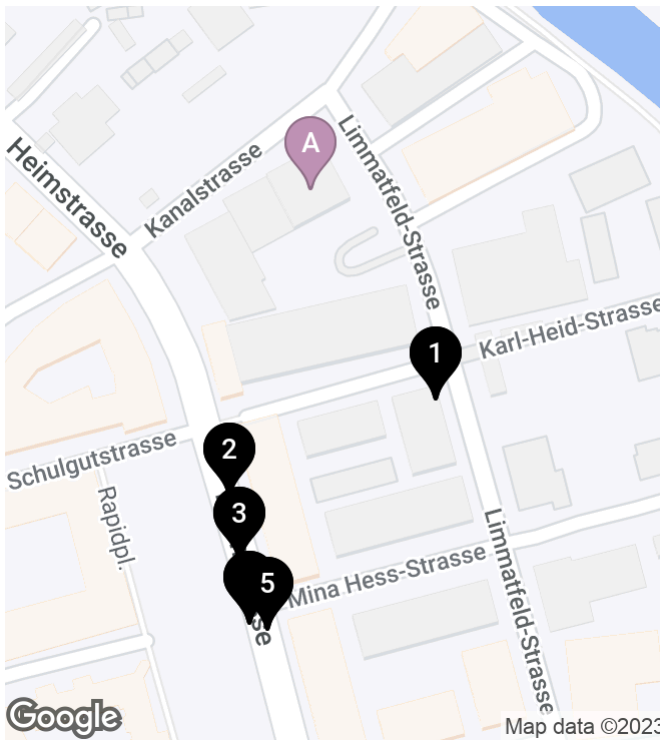 Limmatfeld-Strasse
A
Heimstrasse
Kanalstrasse
Karl-Heid-Strasse
1
Schulgutstrasse
2
Rapidpl.
3
5
Mina Hess-Strasse
Limmatfeld-Strasse
sse
Google
Map data ©2023